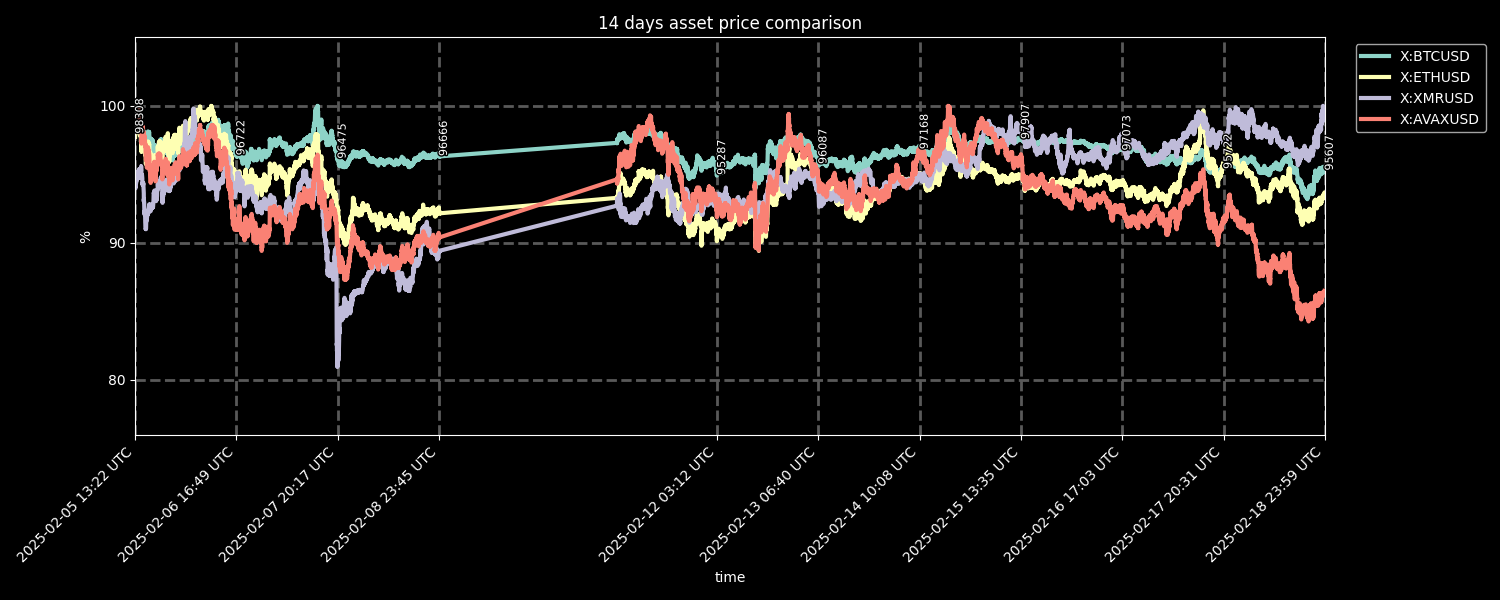 14 days asset price comparison
X:BTCUSD
X:ETHUSD
X:XMRUSD
X:AVAXUSD
100
90
80
%
98308
96722
96475
96666
95287
96087
97168
97907
97073
95722
95607
2025-02-05 13:22 UTC
2025-02-06 16:49 UTC
2025-02-07 20:17 UTC
2025-02-08 23:45 UTC
2025-02-12 03:12 UTC
2025-02-13 06:40 UTC
2025-02-14 10:08 UTC
2025-02-15 13:35 UTC
2025-02-16 17:03 UTC
2025-02-17 20:31 UTC
2025-02-18 23:59 UTC
time